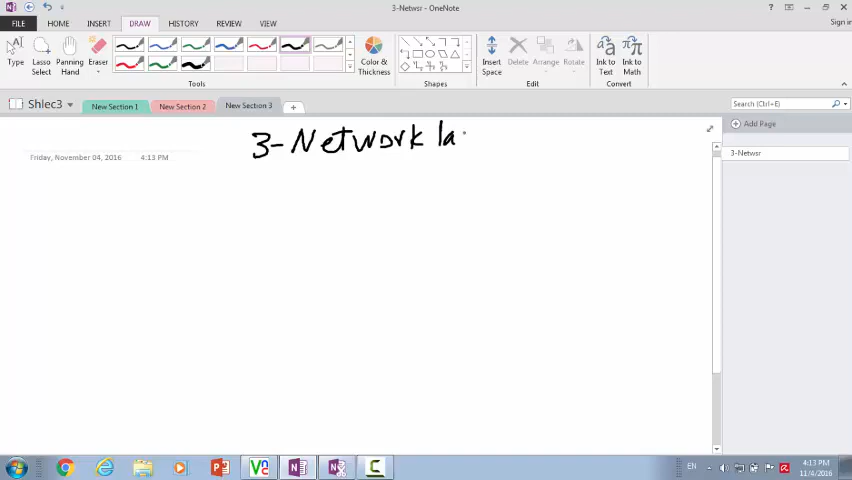 3-Netwsr - OneNote
? Sign in
FILE HOME INSERT DRAW HISTORY REVIEW VIEW
Type Lasso Select Panning Hand Eraser Color & Thickness Insert Space Delete Arrange Rotate Ink to Text Ink to Math
Tools Shapes Edit Convert
Shlec3 New Section 1 New Section 2 New Section 3 + Search (Ctrl+E)
3-Network la
Add Page
Friday, November 04, 2016 4:13 PM
3-Netwsr
EN 4:13 PM
11/4/2016